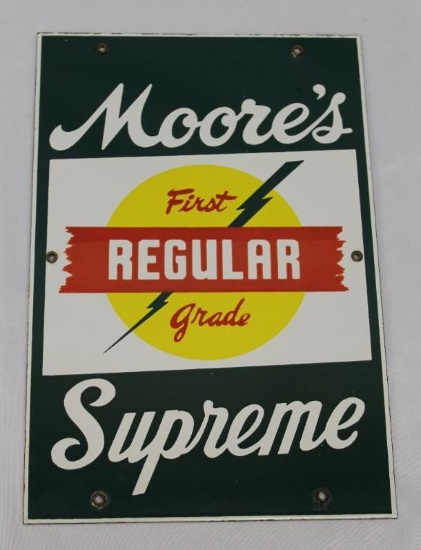 Moore's
First
REGULAR
grade
Supreme